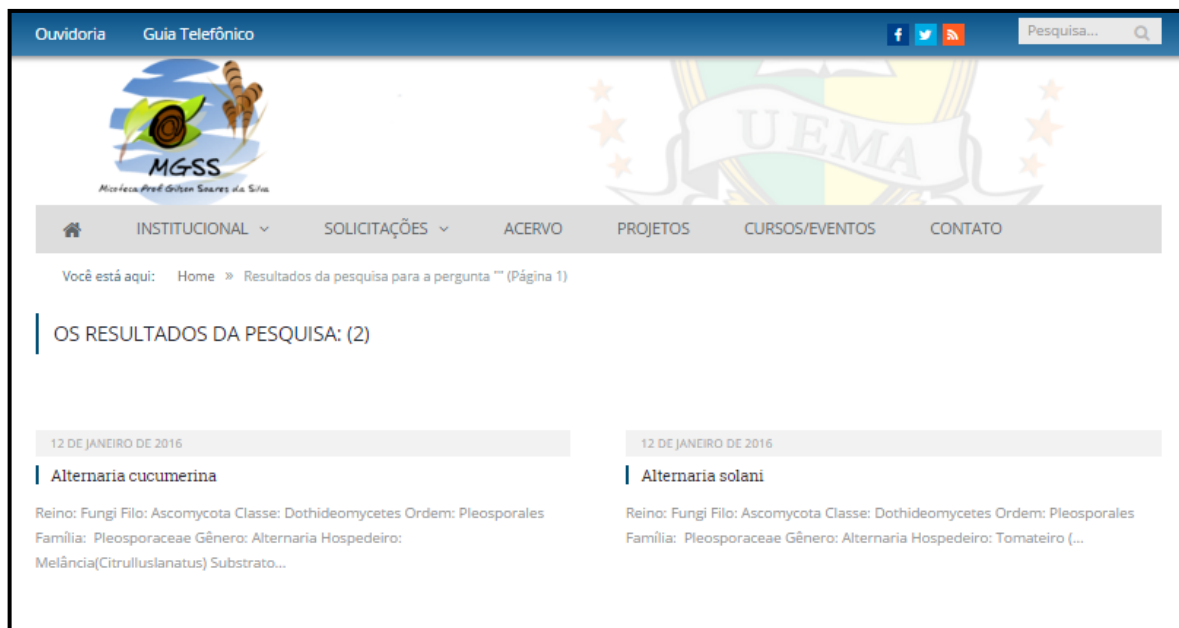 Ouvidoria Guia Telefônico Pesquisa...
UEMA
MGSS
Micoteca Prof. Gilson Soares da Silva
INSTITUCIONAL SOLICITAÇÕES ACERVO PROJETOS CURSOS/EVENTOS CONTATO
Você está aqui: Home » Resultados da pesquisa para a pergunta "" (Página 1)
OS RESULTADOS DA PESQUISA: (2)
12 DE JANEIRO DE 2016
Alternaria cucumerina
Reino: Fungi Filo: Ascomycota Classe: Dothideomycetes Ordem: Pleosporales
Família: Pleosporaceae Gênero: Alternaria Hospedeiro:
Melância(Citrulluslanatus) Substrato...
12 DE JANEIRO DE 2016
Alternaria solani
Reino: Fungi Filo: Ascomycota Classe: Dothideomycetes Ordem: Pleosporales
Família: Pleosporaceae Gênero: Alternaria Hospedeiro: Tomateiro (...